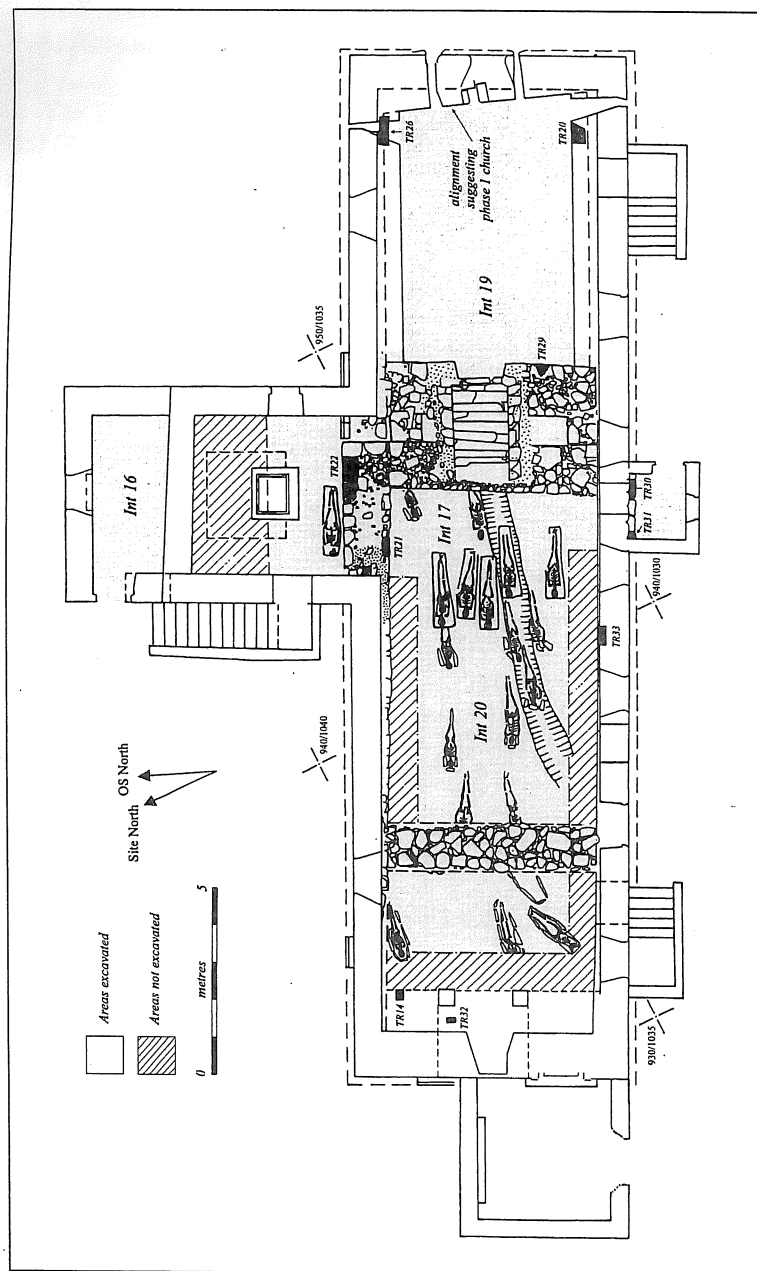 Areas excavated
Areas not excavated
0 metres 5
Site North
OS North
950/1035
940/1040
940/1030
930/1035
Int 16
Int 17
Int 19
Int 20
alignment
suggesting
phase 1 church
TR26
TR20
TR29
TR22
TR21
TR30
TR31
TR33
TR14
TR32